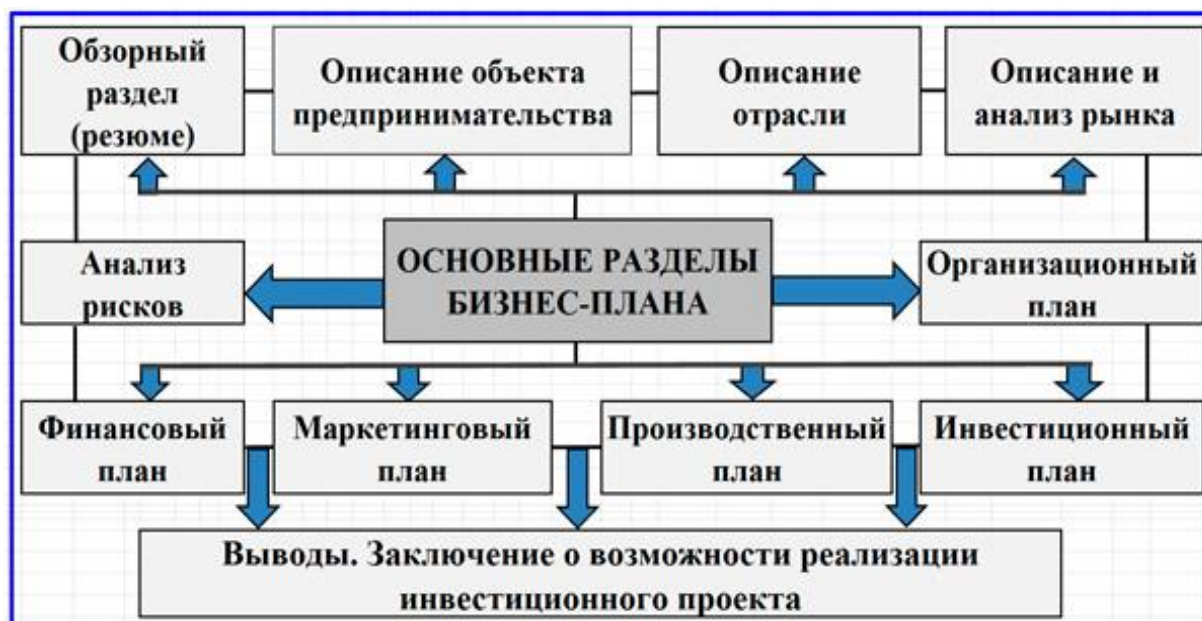 Обзорный
раздел
(резюме)
Описание объекта
предпринимательства
Описание
отрасли
Описание и
анализ рынка
Анализ
рисков
ОСНОВНЫЕ РАЗДЕЛЫ
БИЗНЕС-ПЛАНА
Организационный
план
Финансовый
план
Маркетинговый
план
Производственный
план
Инвестиционный
план
Выводы. Заключение о возможности реализации
инвестиционного проекта